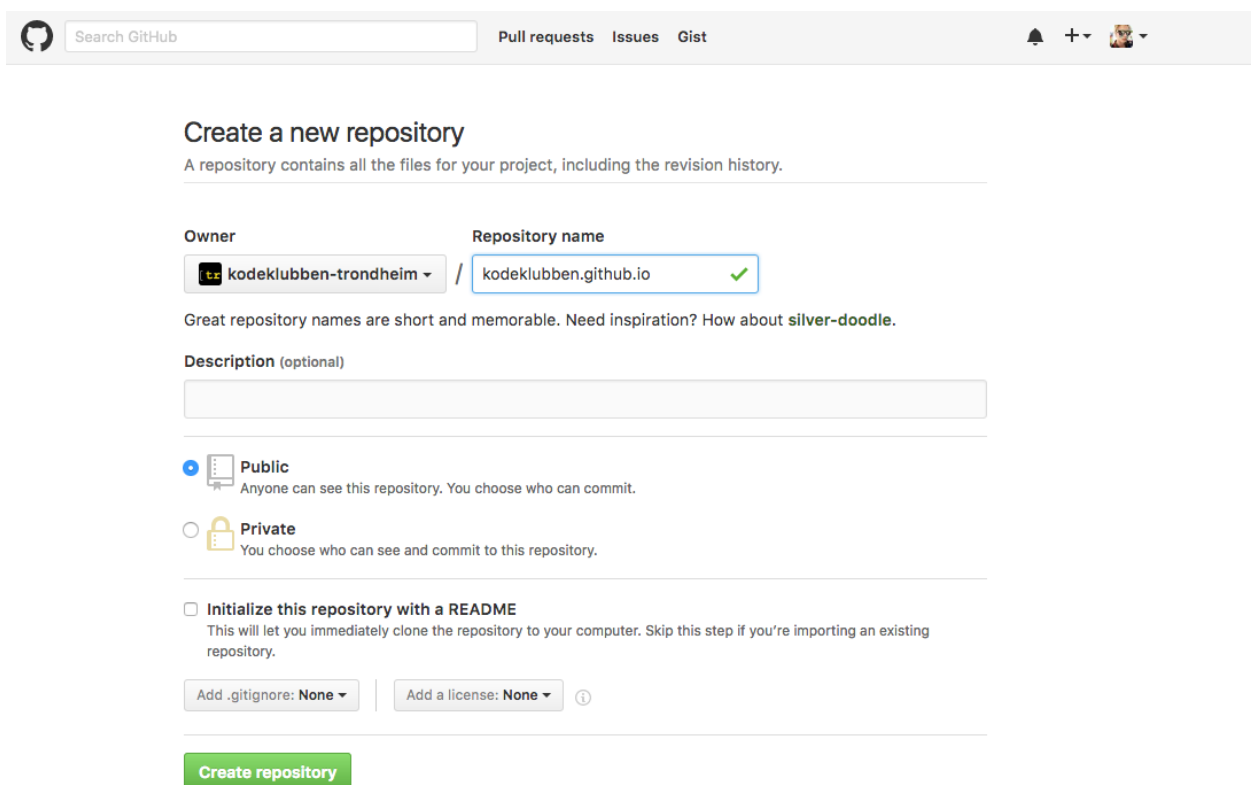 Search GitHub Pull requests Issues Gist
Create a new repository
A repository contains all the files for your project, including the revision history.
Owner Repository name
[tr kodeklubben-trondheim / kodeklubben.github.io
Great repository names are short and memorable. Need inspiration? How about silver-doodle.
Description (optional)
Public
Anyone can see this repository. You choose who can commit.
Private
You choose who can see and commit to this repository.
Initialize this repository with a README
This will let you immediately clone the repository to your computer. Skip this step if you’re importing an existing
repository.
Add .gitignore: None Add a license: None
Create repository